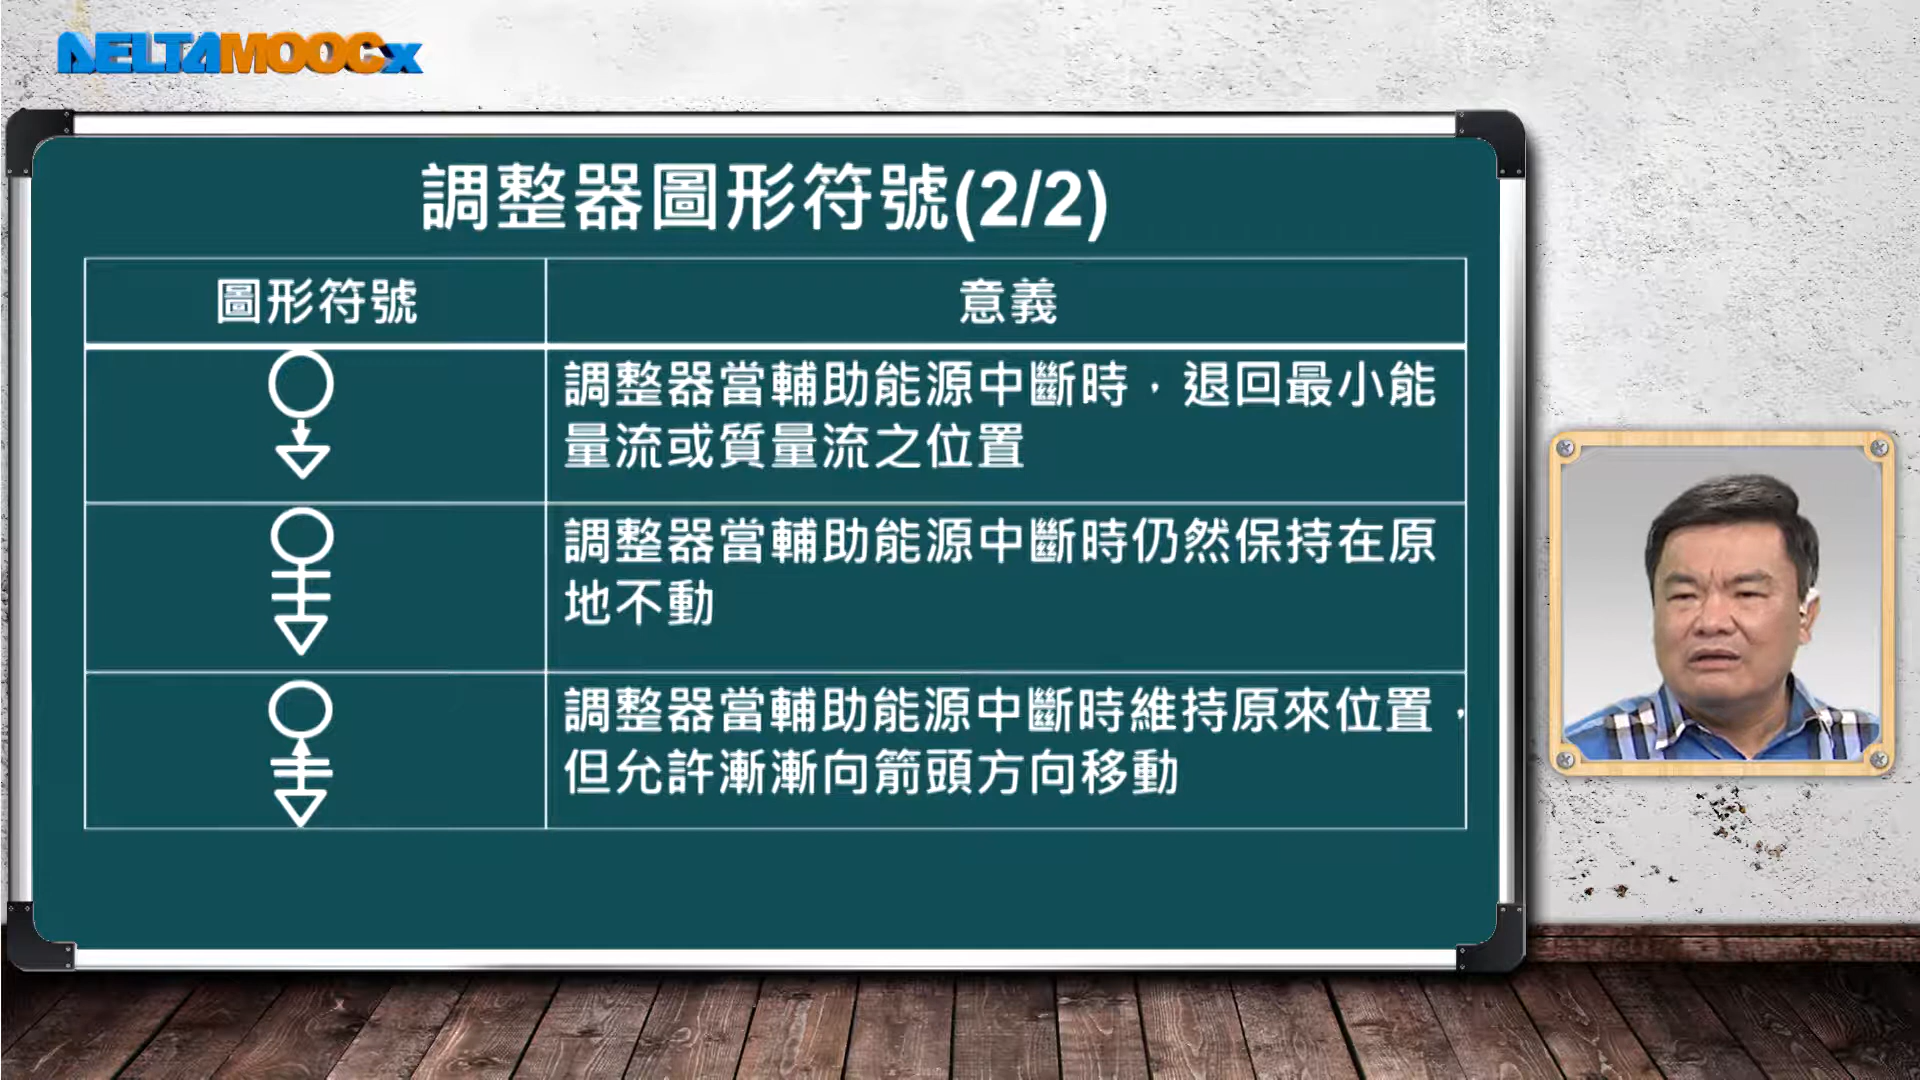 DELTAMOOCx
調整器圖形符號(2/2)
圖形符號
意義
調整器當輔助能源中斷時，退回最小能
量流或質量流之位置
調整器當輔助能源中斷時仍然保持在原
地不動
調整器當輔助能源中斷時維持原來位置，
但允許漸漸向箭頭方向移動